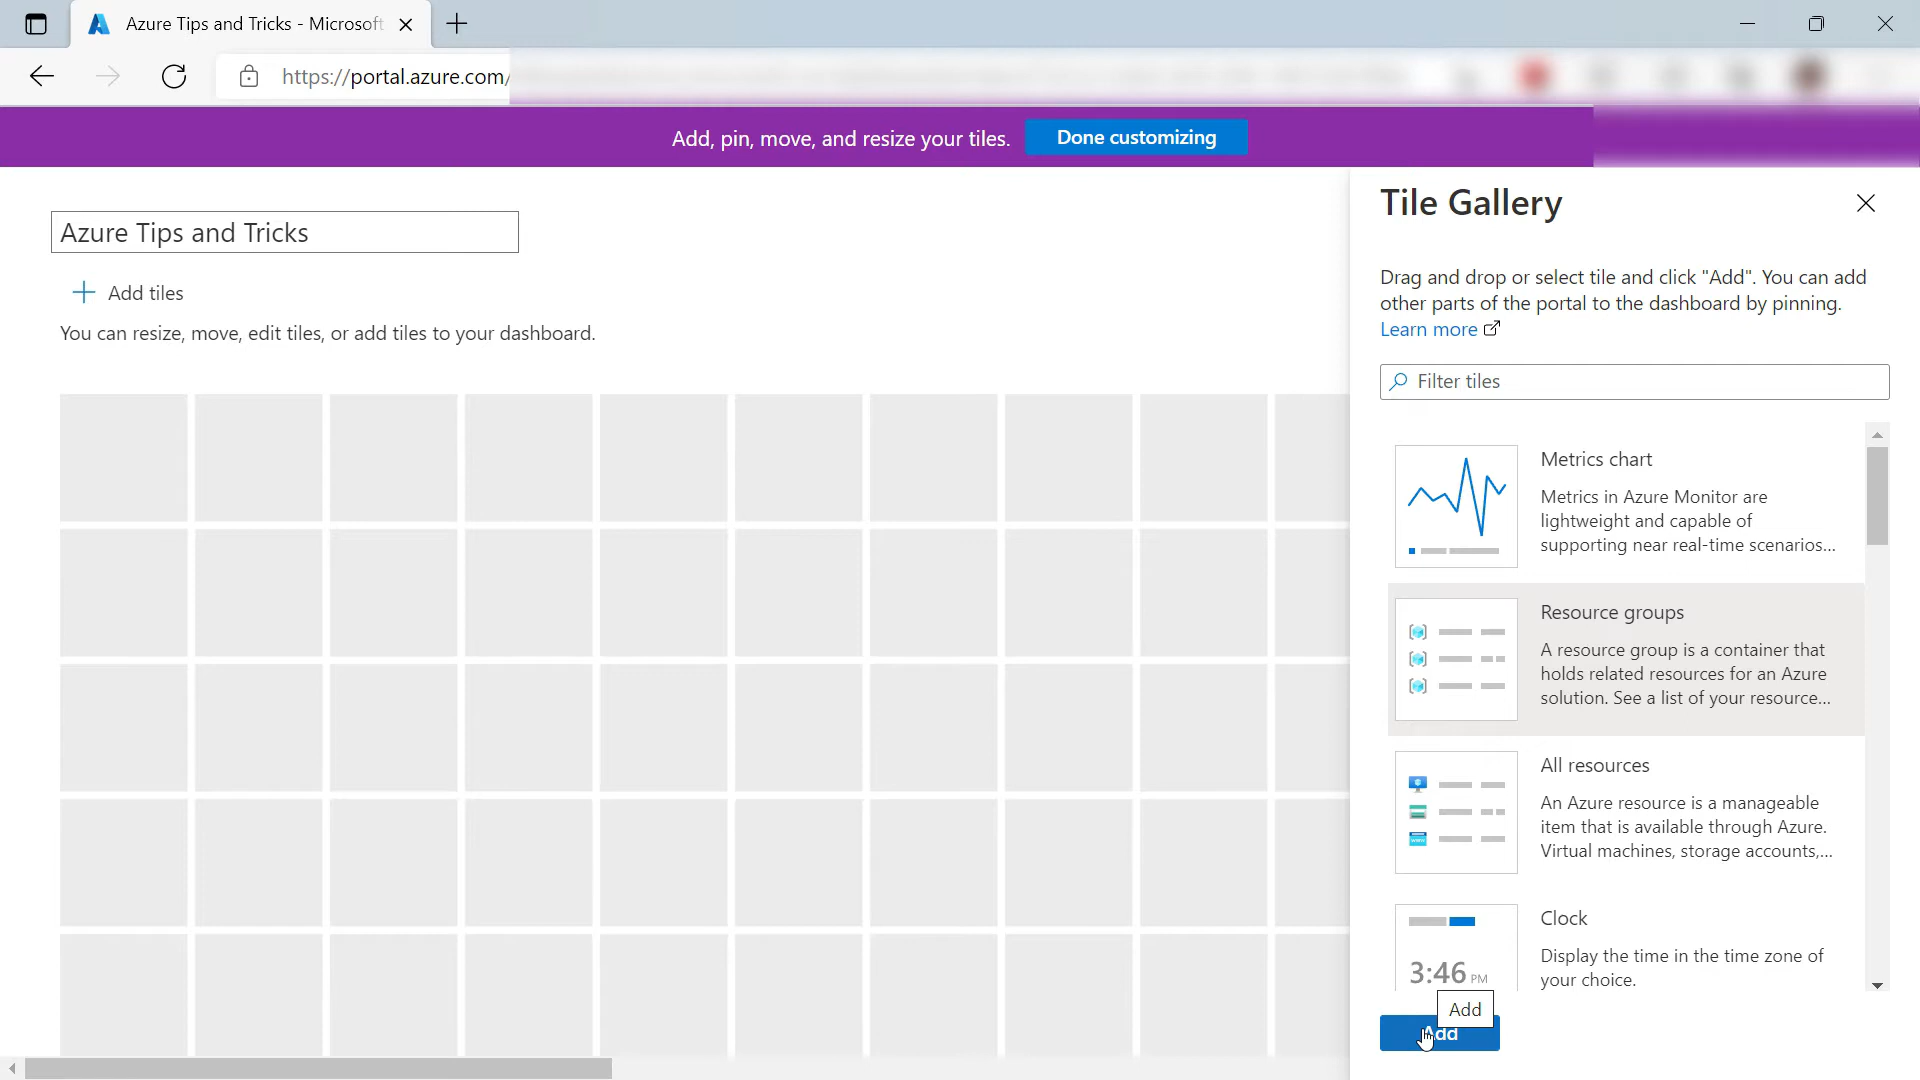 Azure Tips and Tricks - Microsoft
https://portal.azure.com/
Add, pin, move, and resize your tiles.
Done customizing
Azure Tips and Tricks
Add tiles
You can resize, move, edit tiles, or add tiles to your dashboard.
Tile Gallery
Drag and drop or select tile and click "Add". You can add
other parts of the portal to the dashboard by pinning.
Learn more
Filter tiles
Metrics chart
Metrics in Azure Monitor are
lightweight and capable of
supporting near real-time scenarios...
Resource groups
A resource group is a container that
holds related resources for an Azure
solution. See a list of your resource...
All resources
An Azure resource is a manageable
item that is available through Azure.
Virtual machines, storage accounts,...
Clock
Display the time in the time zone of
your choice.
3:46 PM
Add
Add